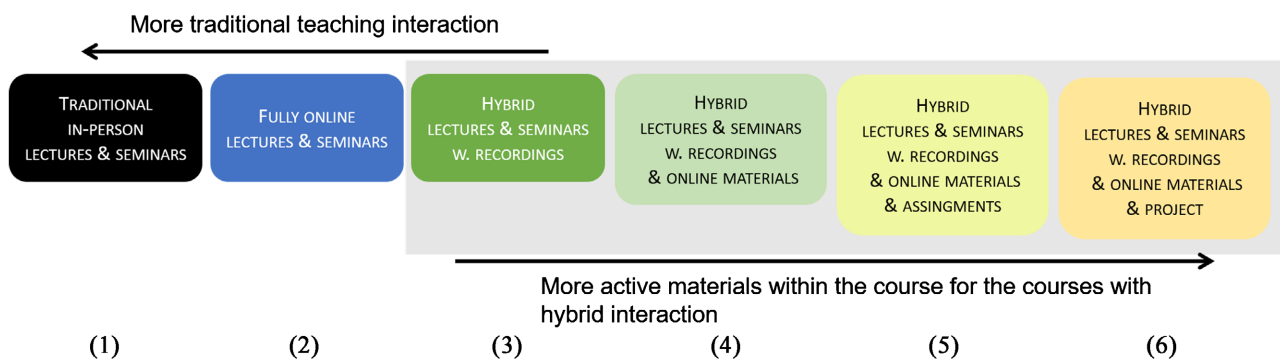 More traditional teaching interaction
TRADITIONAL
IN-PERSON
LECTURES & SEMINARS
FULLY ONLINE
LECTURES & SEMINARS
HYBRID
LECTURES & SEMINARS
W. RECORDINGS
HYBRID
LECTURES & SEMINARS
W. RECORDINGS
& ONLINE MATERIALS
HYBRID
LECTURES & SEMINARS
W. RECORDINGS
& ONLINE MATERIALS
& ASSINGMENTS
HYBRID
LECTURES & SEMINARS
W. RECORDINGS
& ONLINE MATERIALS
& PROJECT
More active materials within the course for the courses with
hybrid interaction
(1)
(2)
(3)
(4)
(5)
(6)